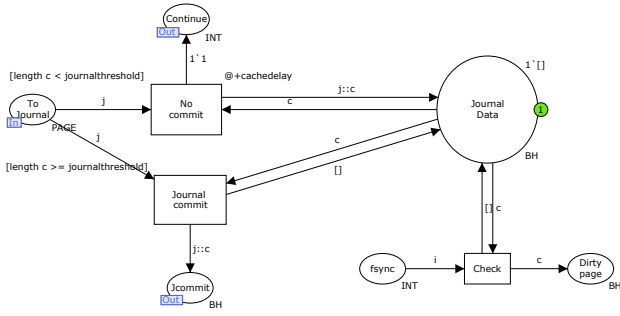 Continue
Out
INT
1`1
[length c < journalthreshold]
@+cachedelay
1`[]
To
Journal
In
PAGE
j
No
commit
j::c
c
Journal
Data
1
j
c
[]
BH
[length c >= journalthreshold]
Journal
commit
[] c
j::c
fsync
INT
i
Check
c
Dirty
page
BH
Jcommit
Out
BH